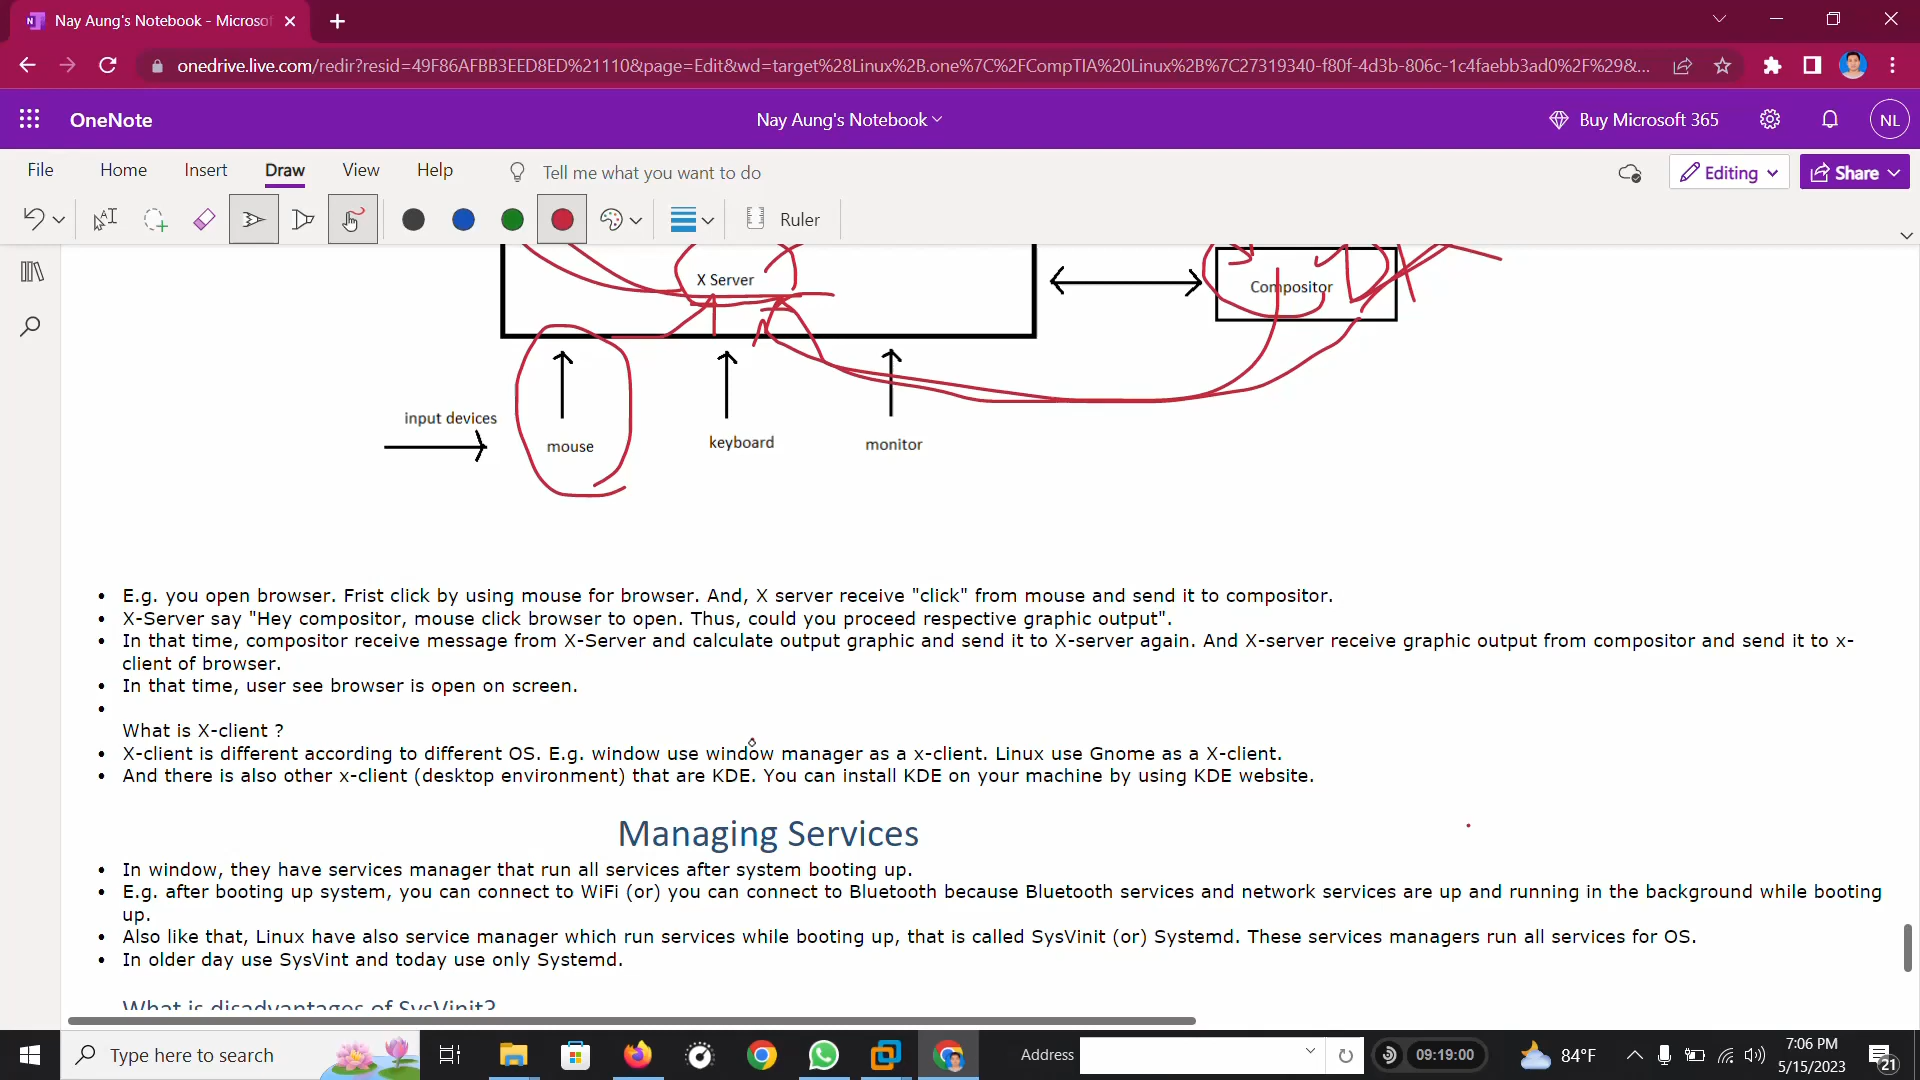 Nay Aung's Notebook - Microsof
onedrive.live.com/redir?resid=49F86AFBB3EED8ED%21110&page=Edit&wd=target%28Linux%2B.one%7C%2FCompTIA%20Linux%2B%7C27319340-f80f-4d3b-806c-1c4faebb3ad0%2F%29&...
OneNote
Nay Aung's Notebook
Buy Microsoft 365
NL
File Home Insert Draw View Help Tell me what you want to do
Editing
Share
Ruler
X Server
Compositor
input devices
mouse
keyboard
monitor
• E.g. you open browser. Frist click by using mouse for browser. And, X server receive "click" from mouse and send it to compositor.
• X-Server say "Hey compositor, mouse click browser to open. Thus, could you proceed respective graphic output".
• In that time, compositor receive message from X-Server and calculate output graphic and send it to X-server again. And X-server receive graphic output from compositor and send it to x-
client of browser.
• In that time, user see browser is open on screen.
•
What is X-client ?
• X-client is different according to different OS. E.g. window use window manager as a x-client. Linux use Gnome as a X-client.
• And there is also other x-client (desktop environment) that are KDE. You can install KDE on your machine by using KDE website.
Managing Services
• In window, they have services manager that run all services after system booting up.
• E.g. after booting up system, you can connect to WiFi (or) you can connect to Bluetooth because Bluetooth services and network services are up and running in the background while booting
up.
• Also like that, Linux have also service manager which run services while booting up, that is called SysVinit (or) Systemd. These services managers run all services for OS.
• In older day use SysVint and today use only Systemd.
What is disadvantages of SysVinit?
Type here to search
Address
09:19:00
84°F
7:06 PM
5/15/2023
21